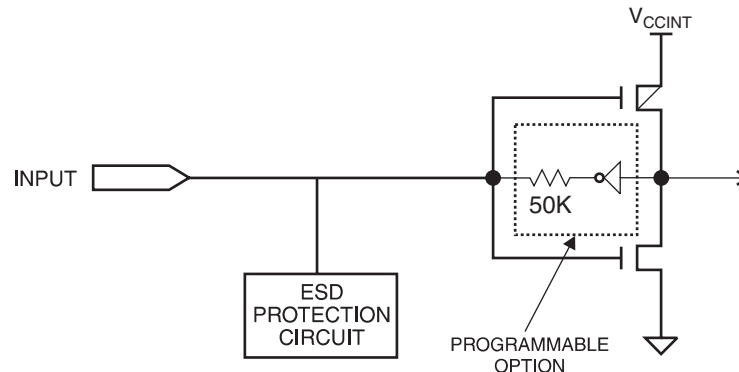 VCCINT
INPUT
50K
ESD
PROTECTION
CIRCUIT
PROGRAMMABLE
OPTION